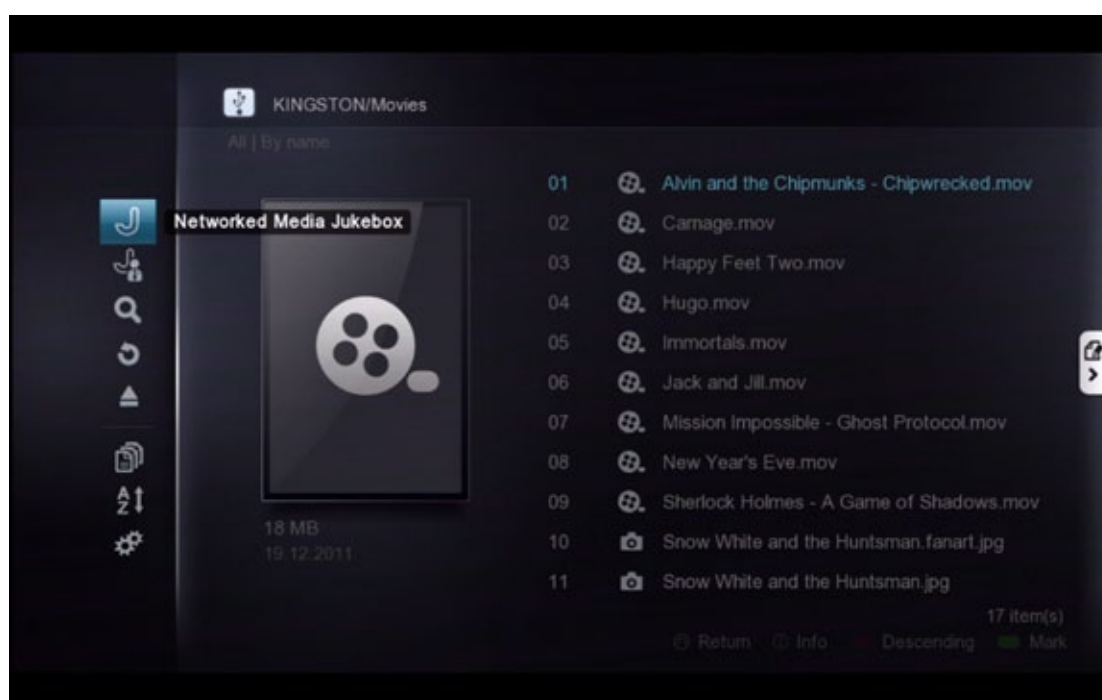 KINGSTON/Movies
All | By name
Networked Media Jukebox
01 Alvin and the Chipmunks - Chipwrecked.mov
02 Carnage.mov
03 Happy Feet Two.mov
04 Hugo.mov
05 Immortals.mov
06 Jack and Jill.mov
07 Mission Impossible - Ghost Protocol.mov
08 New Year's Eve.mov
09 Sherlock Holmes - A Game of Shadows.mov
10 Snow White and the Huntsman.fanart.jpg
11 Snow White and the Huntsman.jpg
18 MB
19.12.2011
17 item(s)
Return Info Descending Mark